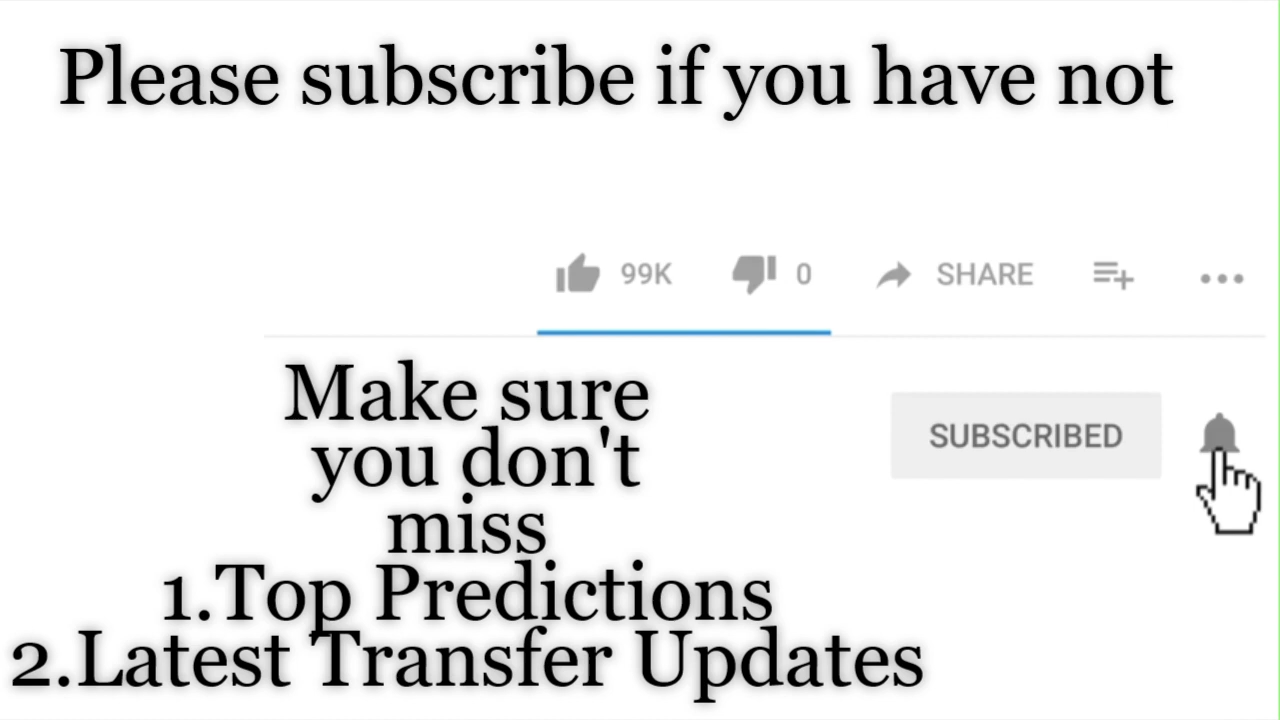 Please subscribe if you have not
99K 0 SHARE
Make sure
you don't
miss
SUBSCRIBED
1.Top Predictions
2.Latest Transfer Updates